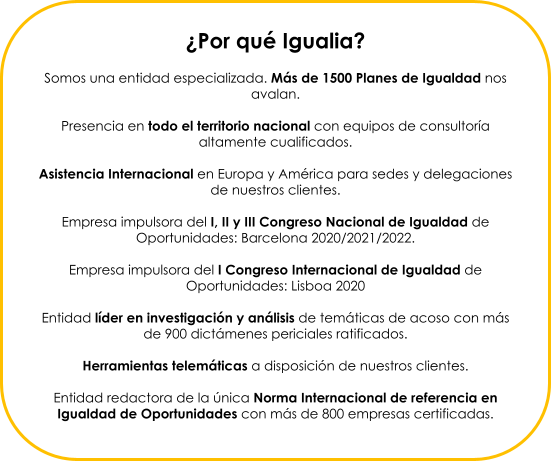 ¿Por qué Igualia?
Somos una entidad especializada. Más de 1500 Planes de Igualdad nos
avalan.
Presencia en todo el territorio nacional con equipos de consultoría
altamente cualificados.
Asistencia Internacional en Europa y América para sedes y delegaciones
de nuestros clientes.
Empresa impulsora del I, II y III Congreso Nacional de Igualdad de
Oportunidades: Barcelona 2020/2021/2022.
Empresa impulsora del I Congreso Internacional de Igualdad de
Oportunidades: Lisboa 2020
Entidad líder en investigación y análisis de temáticas de acoso con más
de 900 dictámenes periciales ratificados.
Herramientas telemáticas a disposición de nuestros clientes.
Entidad redactora de la única Norma Internacional de referencia en
Igualdad de Oportunidades con más de 800 empresas certificadas.